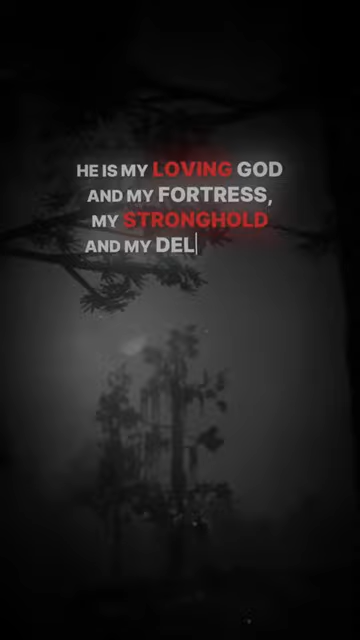 HE IS MY LOVING GOD
AND MY FORTRESS,
MY STRONGHOLD
AND MY DEL